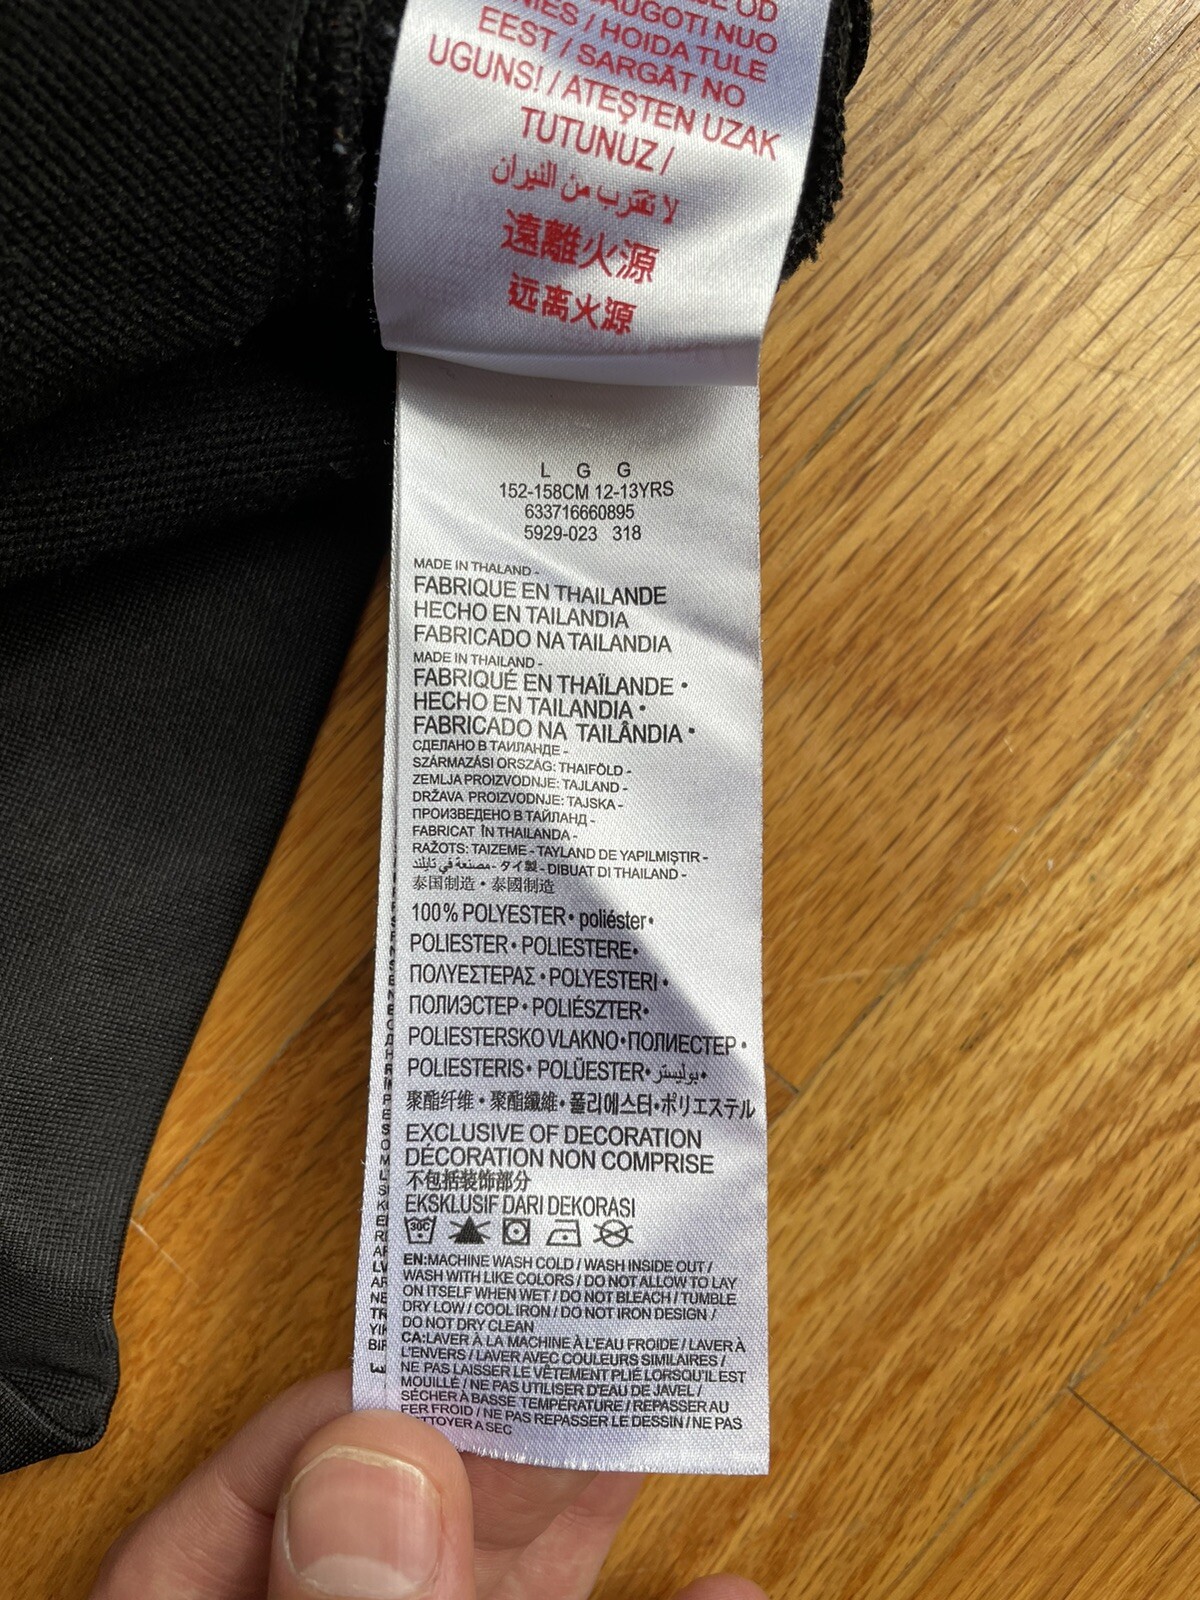 OD
AUGOTI NUO
NIES / HOIDA TULE
EEST / SARGĀT NO
UGUNS! / ATEŞTEN UZAK
TUTUNUZ /
لا تقترب من النيران
遠離火源
远离火源
L G G
152-158CM 12-13YRS
633716660895
5929-023 318
MADE IN THALAND -
FABRIQUE EN THAILANDE
HECHO EN TAILANDIA
FABRICADO NA TAILANDIA
MADE IN THAILAND -
FABRIQUÉ EN THAÏLANDE •
HECHO EN TAILANDIA •
FABRICADO NA TAILÂNDIA •
СДЕЛАНО В ТАИЛАНДЕ -
SZÁRMAZÁSI ORSZÁG: THAIFÖLD -
ZEMLJA PROIZVODNJE: TAJLAND -
DRŽAVA PROIZVODNJE: TAJSKA -
ПРОИЗВЕДЕНО В ТАЙЛАНД -
FABRICAT ÎN THAILANDA -
RAŽOTS: TAIZEME - TAYLAND DE YAPILMIŞTIR -
مصنعة في تايلند - タイ製 - DIBUAT DI THAILAND -
泰国制造 • 泰國制造
100% POLYESTER • poliéster •
POLIESTER • POLIESTERE •
ΠΟΛΥΕΣΤΕΡΑΣ • POLYESTERI •
ПОЛИЭСТЕР • POLIÉSZTER •
POLIESTERSKO VLAKNO • ПОЛИЕСТЕР •
POLIESTERIS • POLÜESTER • بوليستر •
聚酯纤维 • 聚酯纖維 • 폴리에스터 • ポリエステル
EXCLUSIVE OF DECORATION
DÉCORATION NON COMPRISE
不包括装饰部分
EKSKLUSIF DARI DEKORASI
30C
EN:MACHINE WASH COLD / WASH INSIDE OUT /
WASH WITH LIKE COLORS / DO NOT ALLOW TO LAY
ON ITSELF WHEN WET / DO NOT BLEACH / TUMBLE
DRY LOW / COOL IRON / DO NOT IRON DESIGN /
DO NOT DRY CLEAN
CA:LAVER À LA MACHINE À L'EAU FROIDE / LAVER À
L'ENVERS / LAVER AVEC COULEURS SIMILAIRES /
NE PAS LAISSER LE VÊTEMENT PLIÉ LORSQU'IL EST
MOUILLÉ / NE PAS UTILISER D'EAU DE JAVEL /
SÉCHER À BASSE TEMPÉRATURE / REPASSER AU
FER FROID / NE PAS REPASSER LE DESSIN / NE PAS
TTOYER A SEC